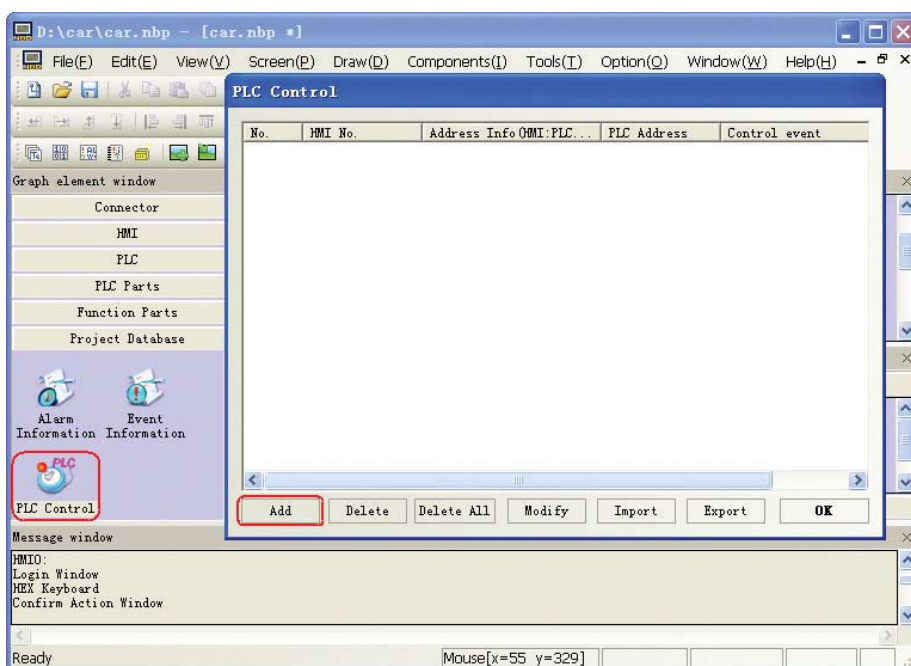 D:\car\car.nbp - [car.nbp *]
File(F) Edit(E) View(V) Screen(P) Draw(D) Components(I) Tools(T) Option(O) Window(W) Help(H)
PLC Control
No. HMI No. Address Info(HMI:PLC... PLC Address Control event
Graph element window
Connector
HMI
PLC
PLC Parts
Function Parts
Project Database
Alarm Information
Event Information
PLC
PLC Control
Add Delete Delete All Modify Import Export OK
Message window
HMI0:
Login Window
HEX Keyboard
Confirm Action Window
Ready Mouse[x=55 y=329]